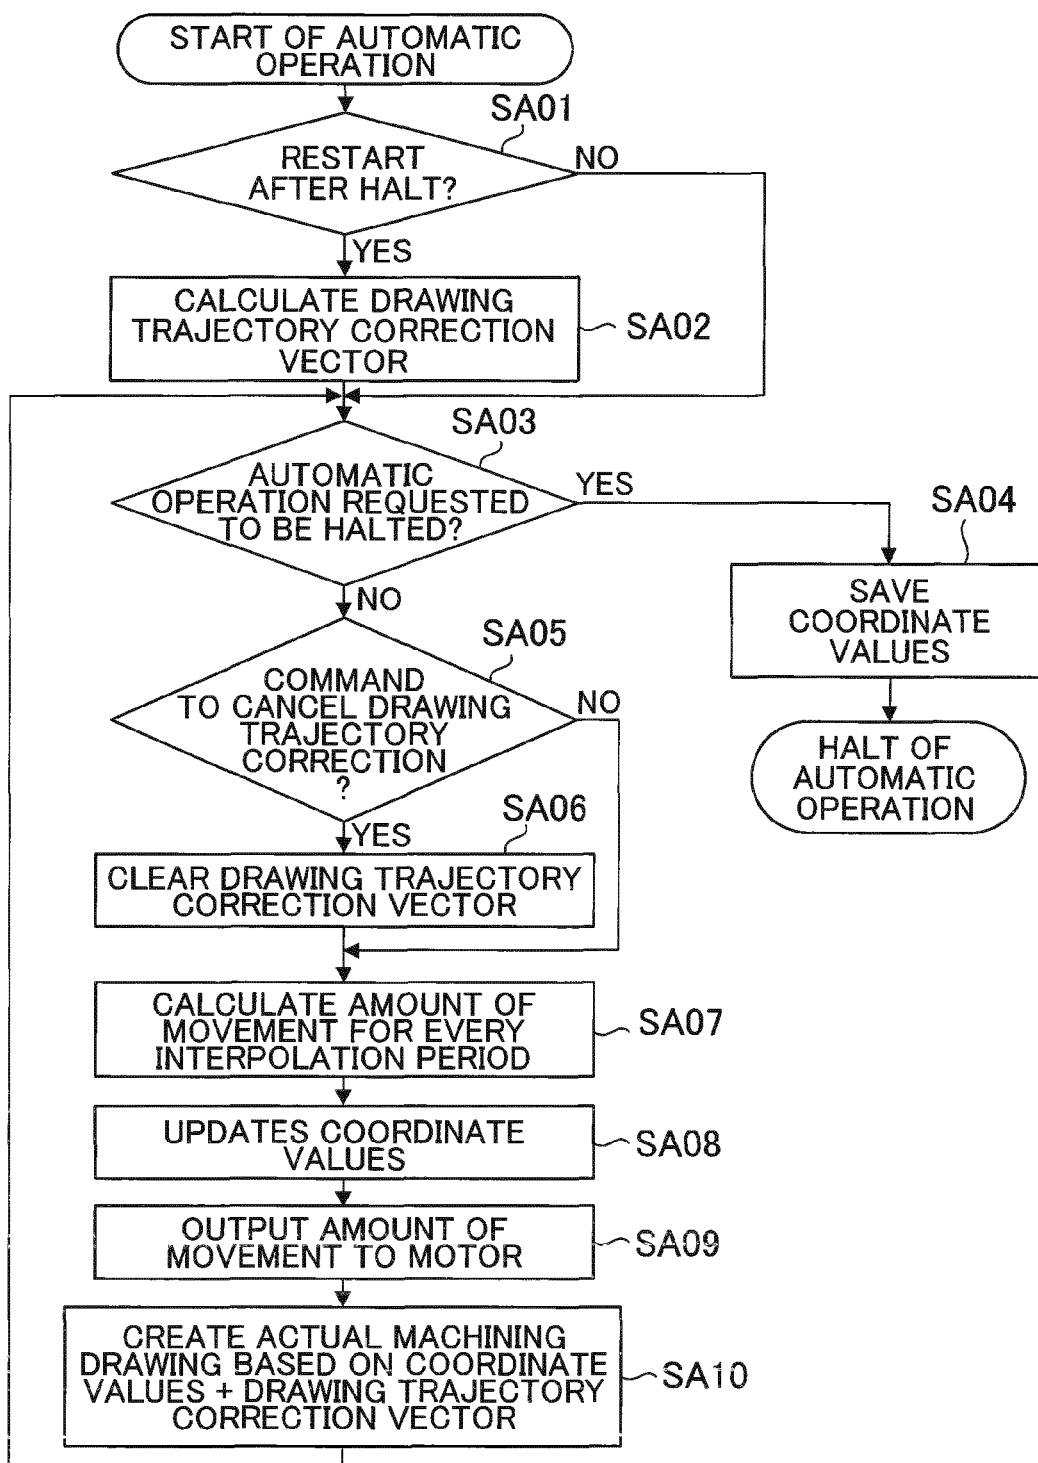 START OF AUTOMATIC
OPERATION
SA01
RESTART
AFTER HALT?
NO
YES
CALCULATE DRAWING
TRAJECTORY CORRECTION
VECTOR
SA02
SA03
AUTOMATIC
OPERATION REQUESTED
TO BE HALTED?
YES
SA04
SAVE
COORDINATE
VALUES
NO
SA05
COMMAND
TO CANCEL DRAWING
TRAJECTORY
CORRECTION
?
NO
HALT OF
AUTOMATIC
OPERATION
YES
SA06
CLEAR DRAWING TRAJECTORY
CORRECTION VECTOR
CALCULATE AMOUNT OF
MOVEMENT FOR EVERY
INTERPOLATION PERIOD
SA07
UPDATES COORDINATE
VALUES
SA08
OUTPUT AMOUNT OF
MOVEMENT TO MOTOR
SA09
CREATE ACTUAL MACHINING
DRAWING BASED ON COORDINATE
VALUES + DRAWING TRAJECTORY
CORRECTION VECTOR
SA10